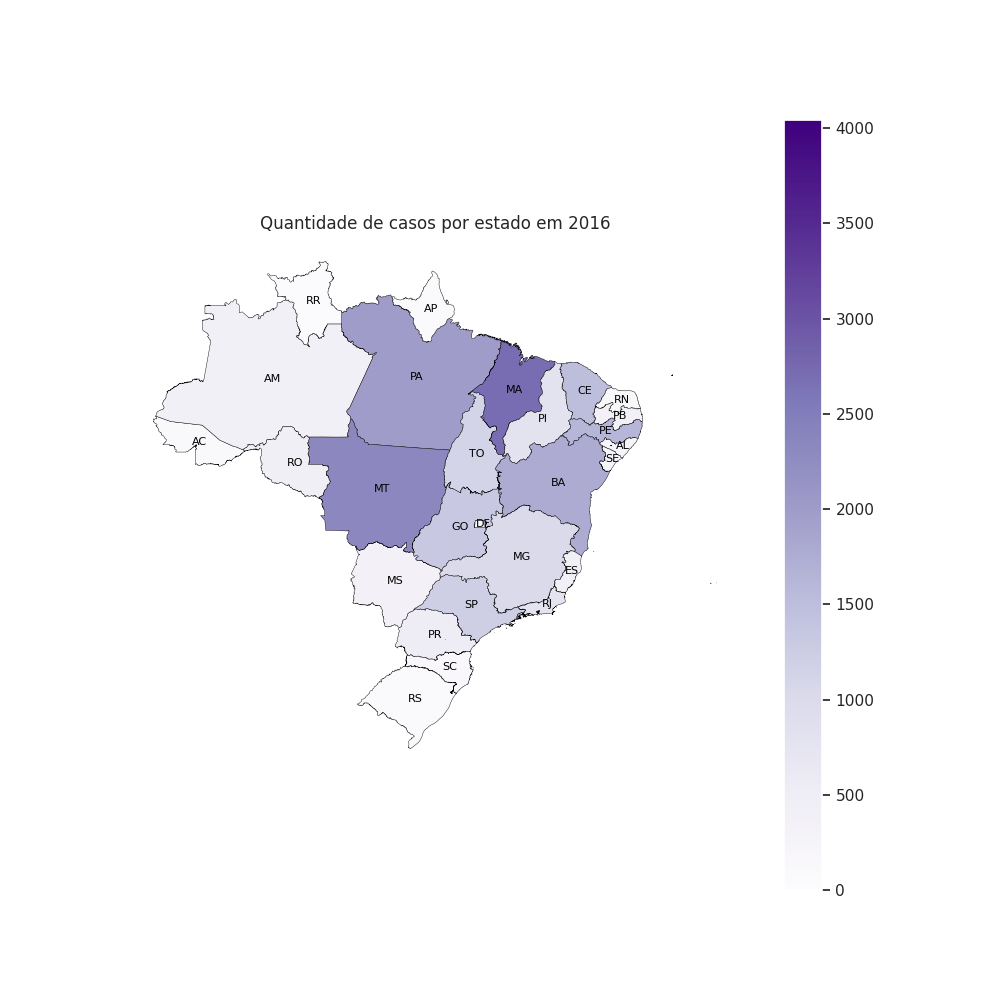 Quantidade de casos por estado em 2016
RR
AP
AM
PA
MA
CE
RN
PB
PI
PE
AL
AC
SE
RO
TO
MT
BA
GO
DF
MG
ES
MS
SP
RJ
PR
SC
RS
4000
3500
3000
2500
2000
1500
1000
500
0